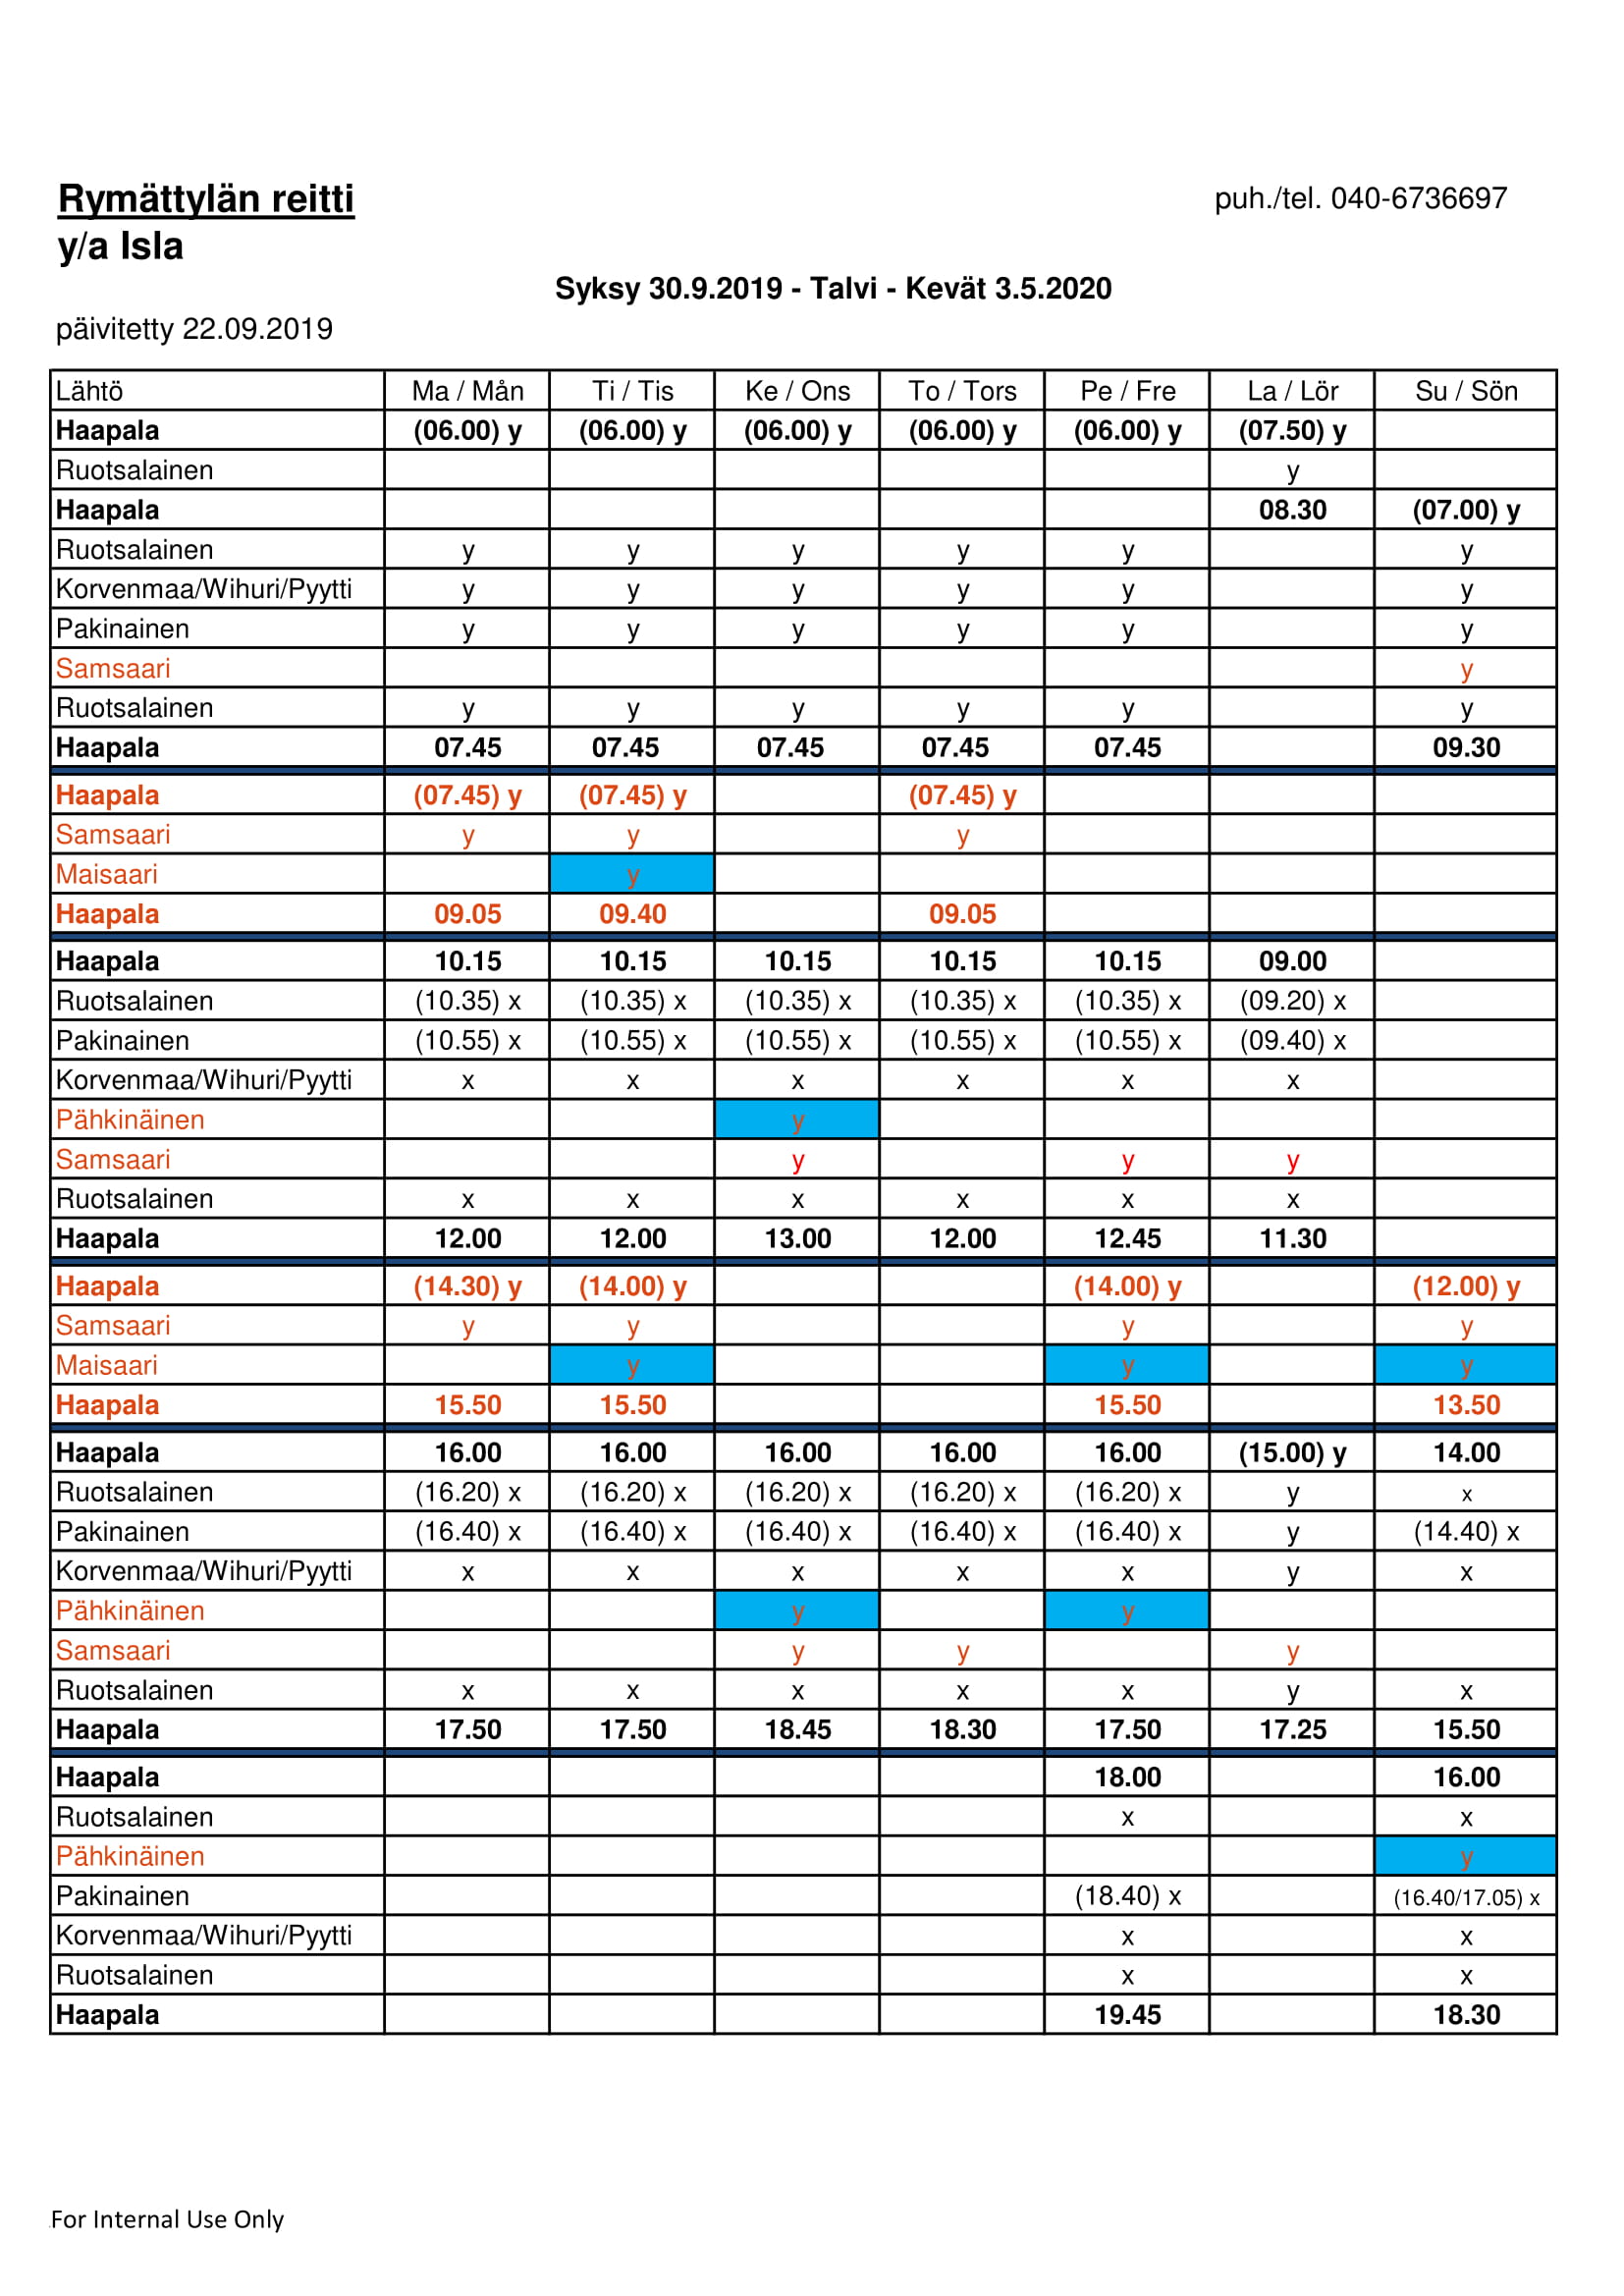 Rymättylän reitti puh./tel. 040-6736697
y/a Isla
Syksy 30.9.2019 - Talvi - Kevät 3.5.2020
päivitetty 22.09.2019
Lähtö Ma / Mån Ti / Tis Ke / Ons To / Tors Pe / Fre La / Lör Su / Sön
Haapala (06.00) y (06.00) y (06.00) y (06.00) y (06.00) y (07.50) y
Ruotsalainen y
Haapala 08.30 (07.00) y
Ruotsalainen y y y y y y
Korvenmaa/Wihuri/Pyytti y y y y y y
Pakinainen y y y y y y
Samsaari y
Ruotsalainen y y y y y y
Haapala 07.45 07.45 07.45 07.45 07.45 09.30
Haapala (07.45) y (07.45) y (07.45) y
Samsaari y y y
Maisaari y
Haapala 09.05 09.40 09.05
Haapala 10.15 10.15 10.15 10.15 10.15 09.00
Ruotsalainen (10.35) x (10.35) x (10.35) x (10.35) x (10.35) x (09.20) x
Pakinainen (10.55) x (10.55) x (10.55) x (10.55) x (10.55) x (09.40) x
Korvenmaa/Wihuri/Pyytti x x x x x x
Pähkinäinen y
Samsaari y y y
Ruotsalainen x x x x x x
Haapala 12.00 12.00 13.00 12.00 12.45 11.30
Haapala (14.30) y (14.00) y (14.00) y (12.00) y
Samsaari y y y y
Maisaari y y y
Haapala 15.50 15.50 15.50 13.50
Haapala 16.00 16.00 16.00 16.00 16.00 (15.00) y 14.00
Ruotsalainen (16.20) x (16.20) x (16.20) x (16.20) x (16.20) x y x
Pakinainen (16.40) x (16.40) x (16.40) x (16.40) x (16.40) x y (14.40) x
Korvenmaa/Wihuri/Pyytti x x x x x y x
Pähkinäinen y y
Samsaari y y y
Ruotsalainen x x x x x y x
Haapala 17.50 17.50 18.45 18.30 17.50 17.25 15.50
Haapala 18.00 16.00
Ruotsalainen x x
Pähkinäinen y
Pakinainen (18.40) x (16.40/17.05) x
Korvenmaa/Wihuri/Pyytti x x
Ruotsalainen x x
Haapala 19.45 18.30
For Internal Use Only